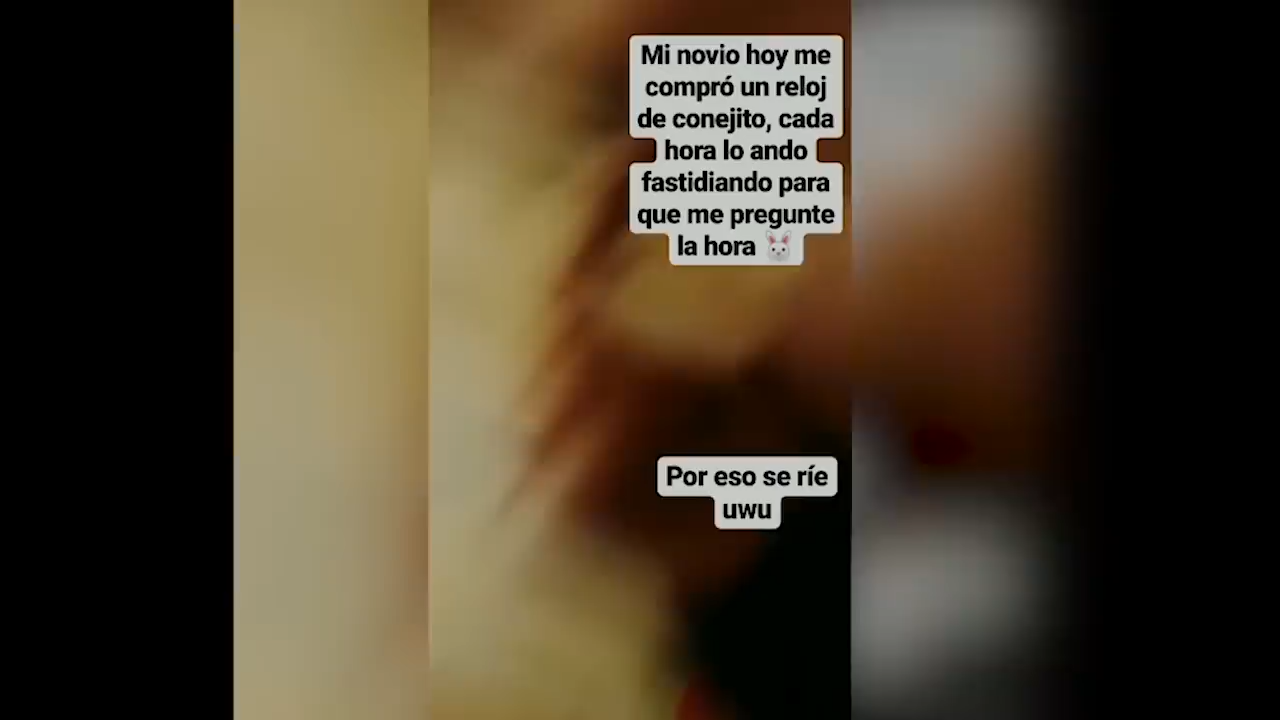 Mi novio hoy me
compró un reloj
de conejito, cada
hora lo ando
fastidiando para
que me pregunte
la hora 🐰
Por eso se ríe
uwu